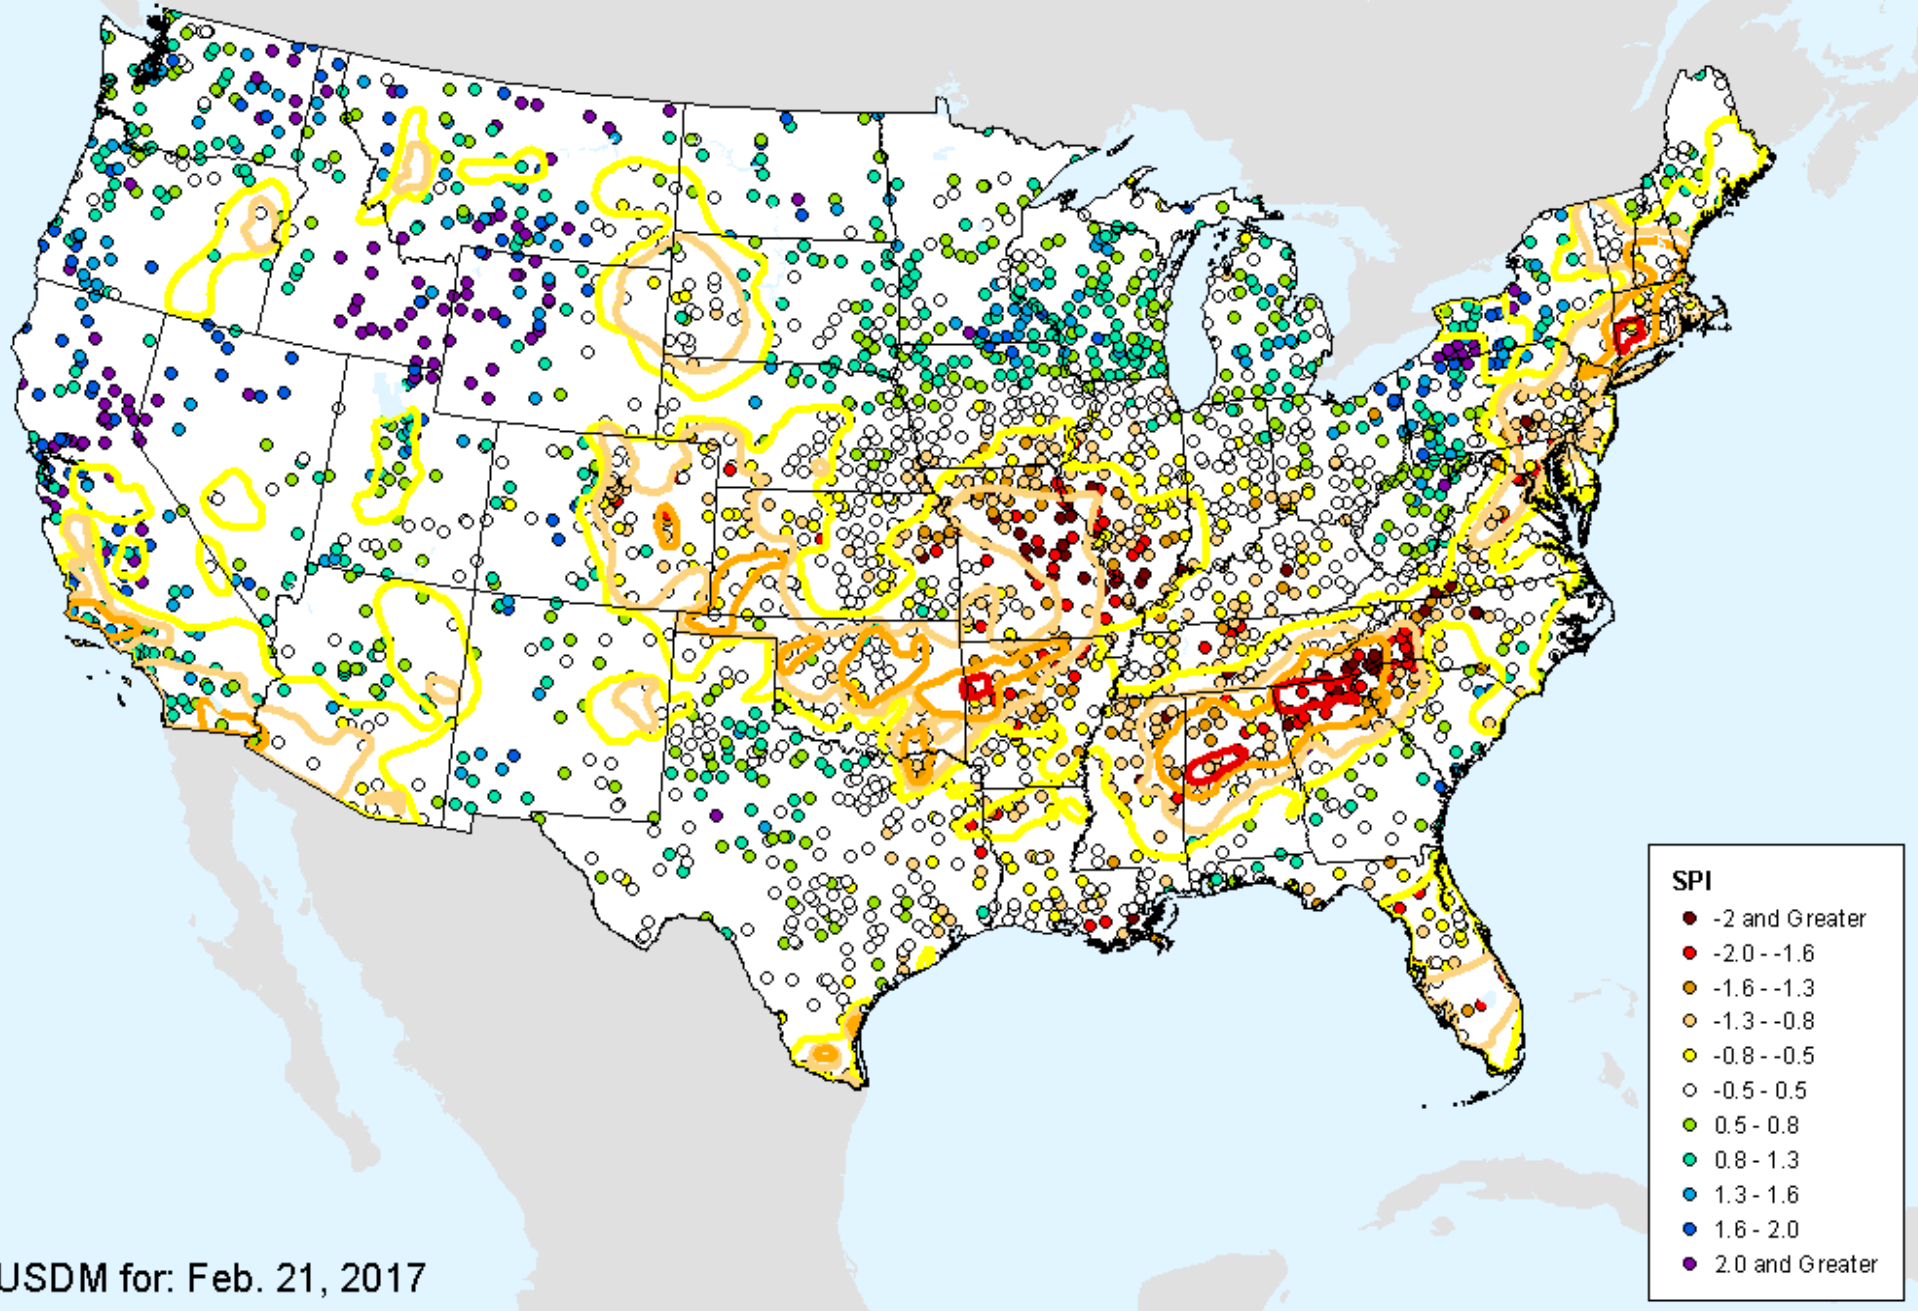 SPI
-2 and Greater
-2.0 - -1.6
-1.6 - -1.3
-1.3 - -0.8
-0.8 - -0.5
-0.5 - 0.5
0.5 - 0.8
0.8 - 1.3
1.3 - 1.6
1.6 - 2.0
2.0 and Greater
USDM for: Feb. 21, 2017